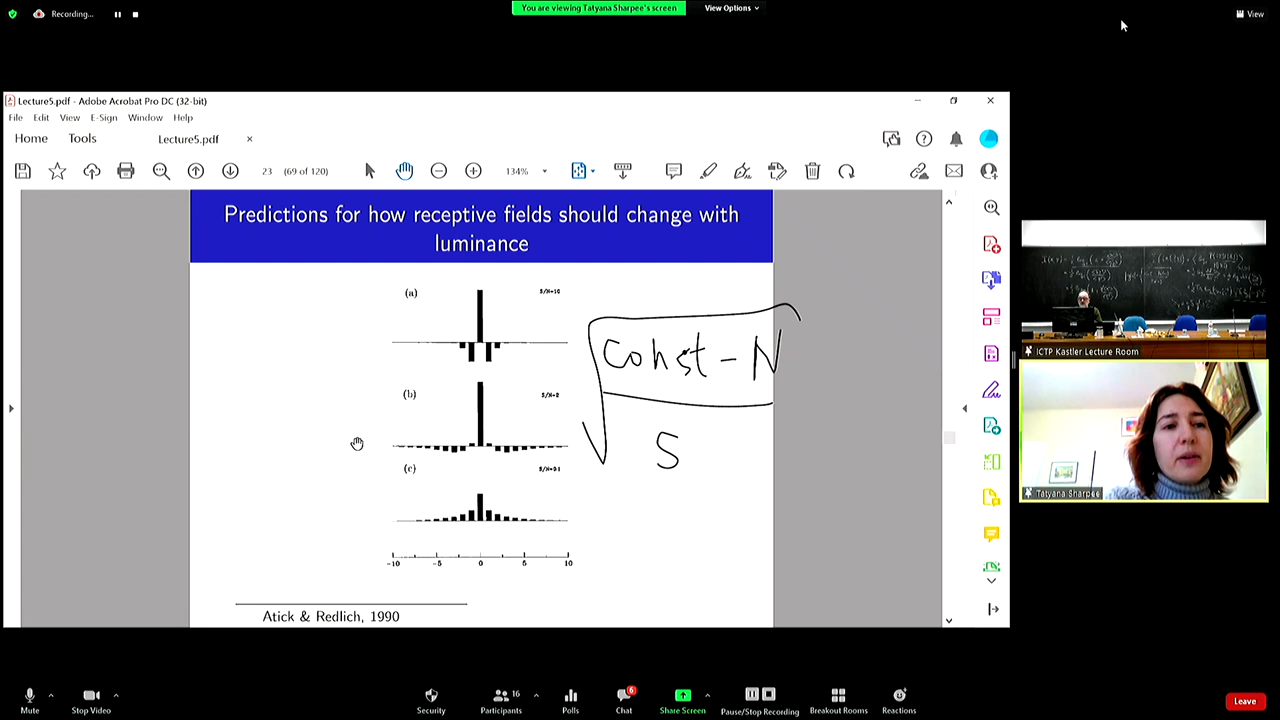 Recording...
You are viewing Tatyana Sharpee's screen
View Options
View
Lecture5.pdf - Adobe Acrobat Pro DC (32-bit)
File Edit View E-Sign Window Help
Home Tools Lecture5.pdf ×
23 (69 of 120) 134%
Predictions for how receptive fields should change with
luminance
(a) S/N=10
(b) S/N=2
(c) S/N=0.1
-10 -5 0 5 10
√
const - N
S
Atick & Redlich, 1990
ICTP Kastler Lecture Room
Tatyana Sharpee
Mute
Stop Video
Security
Participants 16
Polls
Chat 6
Share Screen
Pause/Stop Recording
Breakout Rooms
Reactions
Leave